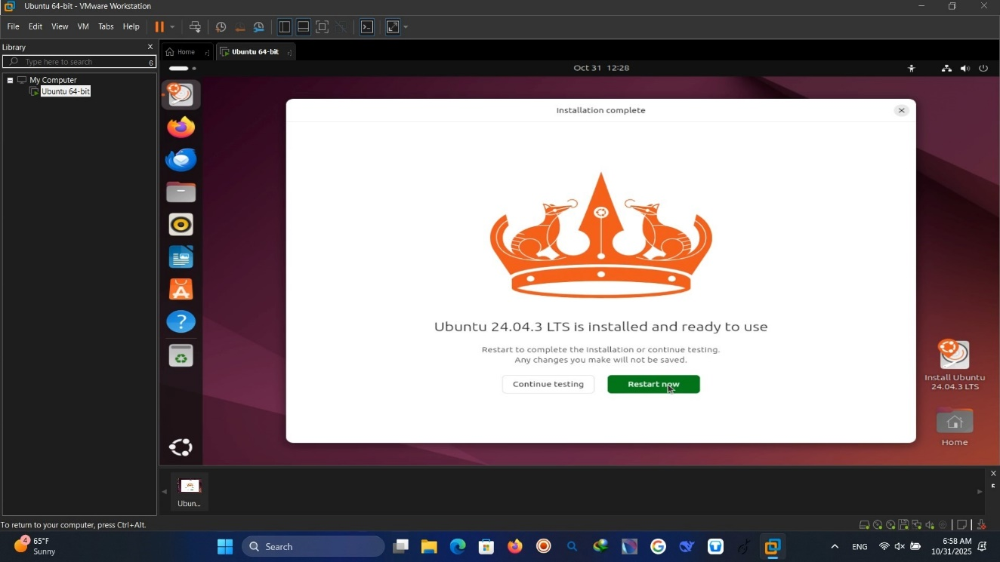 Ubuntu 64-bit - VMware Workstation
File Edit View VM Tabs Help
Library
Type here to search
My Computer
Ubuntu 64-bit
Home
Ubuntu 64-bit
Oct 31 12:28
Installation complete
Ubuntu 24.04.3 LTS is installed and ready to use
Restart to complete the installation or continue testing.
Any changes you make will not be saved.
Continue testing
Restart now
Install Ubuntu
24.04.3 LTS
Home
Ubun...
To return to your computer, press Ctrl+Alt.
4
65°F
Sunny
Search
ENG
6:58 AM
10/31/2025